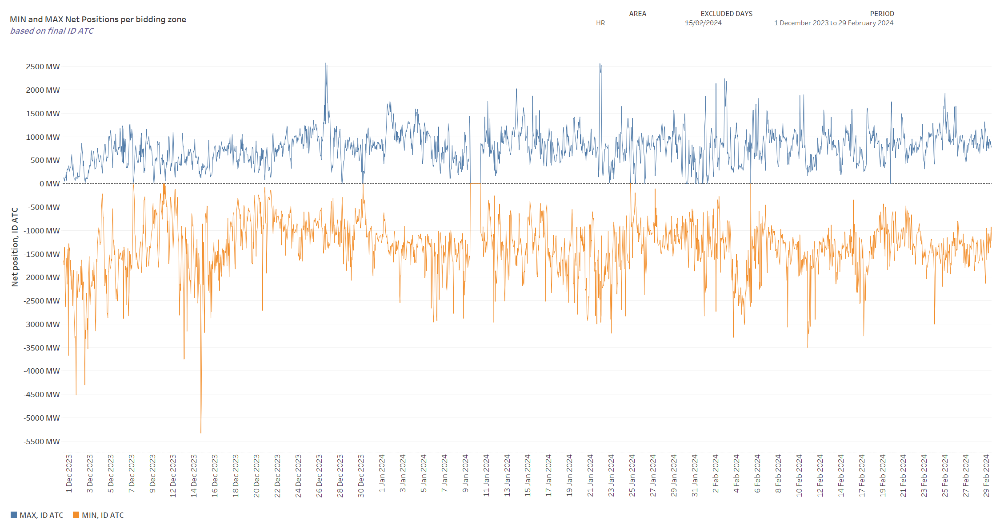 MIN and MAX Net Positions per bidding zone
based on final ID ATC
AREA
HR
EXCLUDED DAYS
15/02/2024
PERIOD
1 December 2023 to 29 February 2024
Net position, ID ATC
2500 MW
2000 MW
1500 MW
1000 MW
500 MW
0 MW
-500 MW
-1000 MW
-1500 MW
-2000 MW
-2500 MW
-3000 MW
-3500 MW
-4000 MW
-4500 MW
-5000 MW
-5500 MW
1 Dec 2023
3 Dec 2023
5 Dec 2023
7 Dec 2023
9 Dec 2023
12 Dec 2023
14 Dec 2023
16 Dec 2023
18 Dec 2023
20 Dec 2023
22 Dec 2023
24 Dec 2023
26 Dec 2023
28 Dec 2023
30 Dec 2023
1 Jan 2024
3 Jan 2024
5 Jan 2024
7 Jan 2024
9 Jan 2024
11 Jan 2024
13 Jan 2024
15 Jan 2024
17 Jan 2024
19 Jan 2024
21 Jan 2024
23 Jan 2024
25 Jan 2024
27 Jan 2024
29 Jan 2024
31 Jan 2024
2 Feb 2024
4 Feb 2024
6 Feb 2024
8 Feb 2024
10 Feb 2024
12 Feb 2024
14 Feb 2024
17 Feb 2024
19 Feb 2024
21 Feb 2024
23 Feb 2024
25 Feb 2024
27 Feb 2024
29 Feb 2024
MAX, ID ATC
MIN, ID ATC